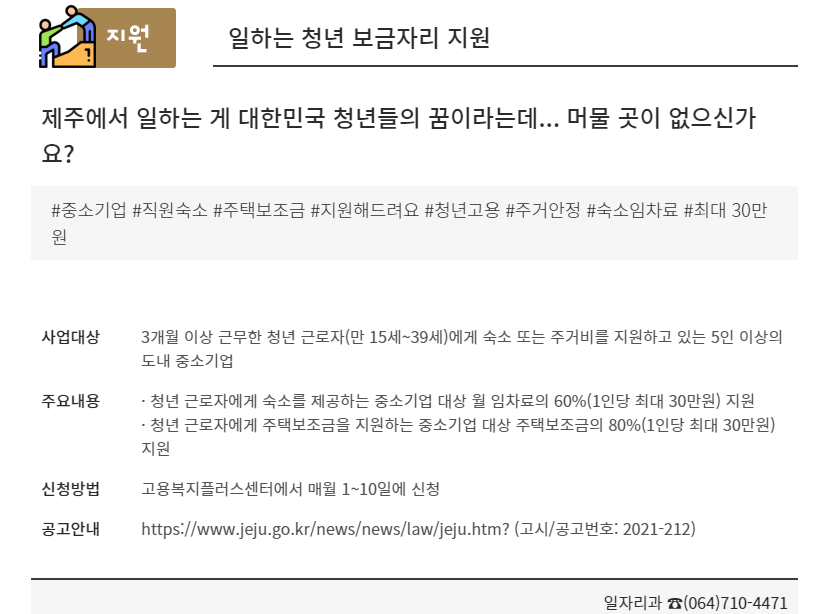 지원
일하는 청년 보금자리 지원
제주에서 일하는 게 대한민국 청년들의 꿈이라는데... 머물 곳이 없으신가
요?
#중소기업 #직원숙소 #주택보조금 #지원해드려요 #청년고용 #주거안정 #숙소임차료 #최대 30만
원
사업대상 3개월 이상 근무한 청년 근로자(만 15세~39세)에게 숙소 또는 주거비를 지원하고 있는 5인 이상의
도내 중소기업
주요내용 · 청년 근로자에게 숙소를 제공하는 중소기업 대상 월 임차료의 60%(1인당 최대 30만원) 지원
· 청년 근로자에게 주택보조금을 지원하는 중소기업 대상 주택보조금의 80%(1인당 최대 30만원)
지원
신청방법 고용복지플러스센터에서 매월 1~10일에 신청
공고안내 https://www.jeju.go.kr/news/news/law/jeju.htm? (고시/공고번호: 2021-212)
일자리과 ☎(064)710-4471